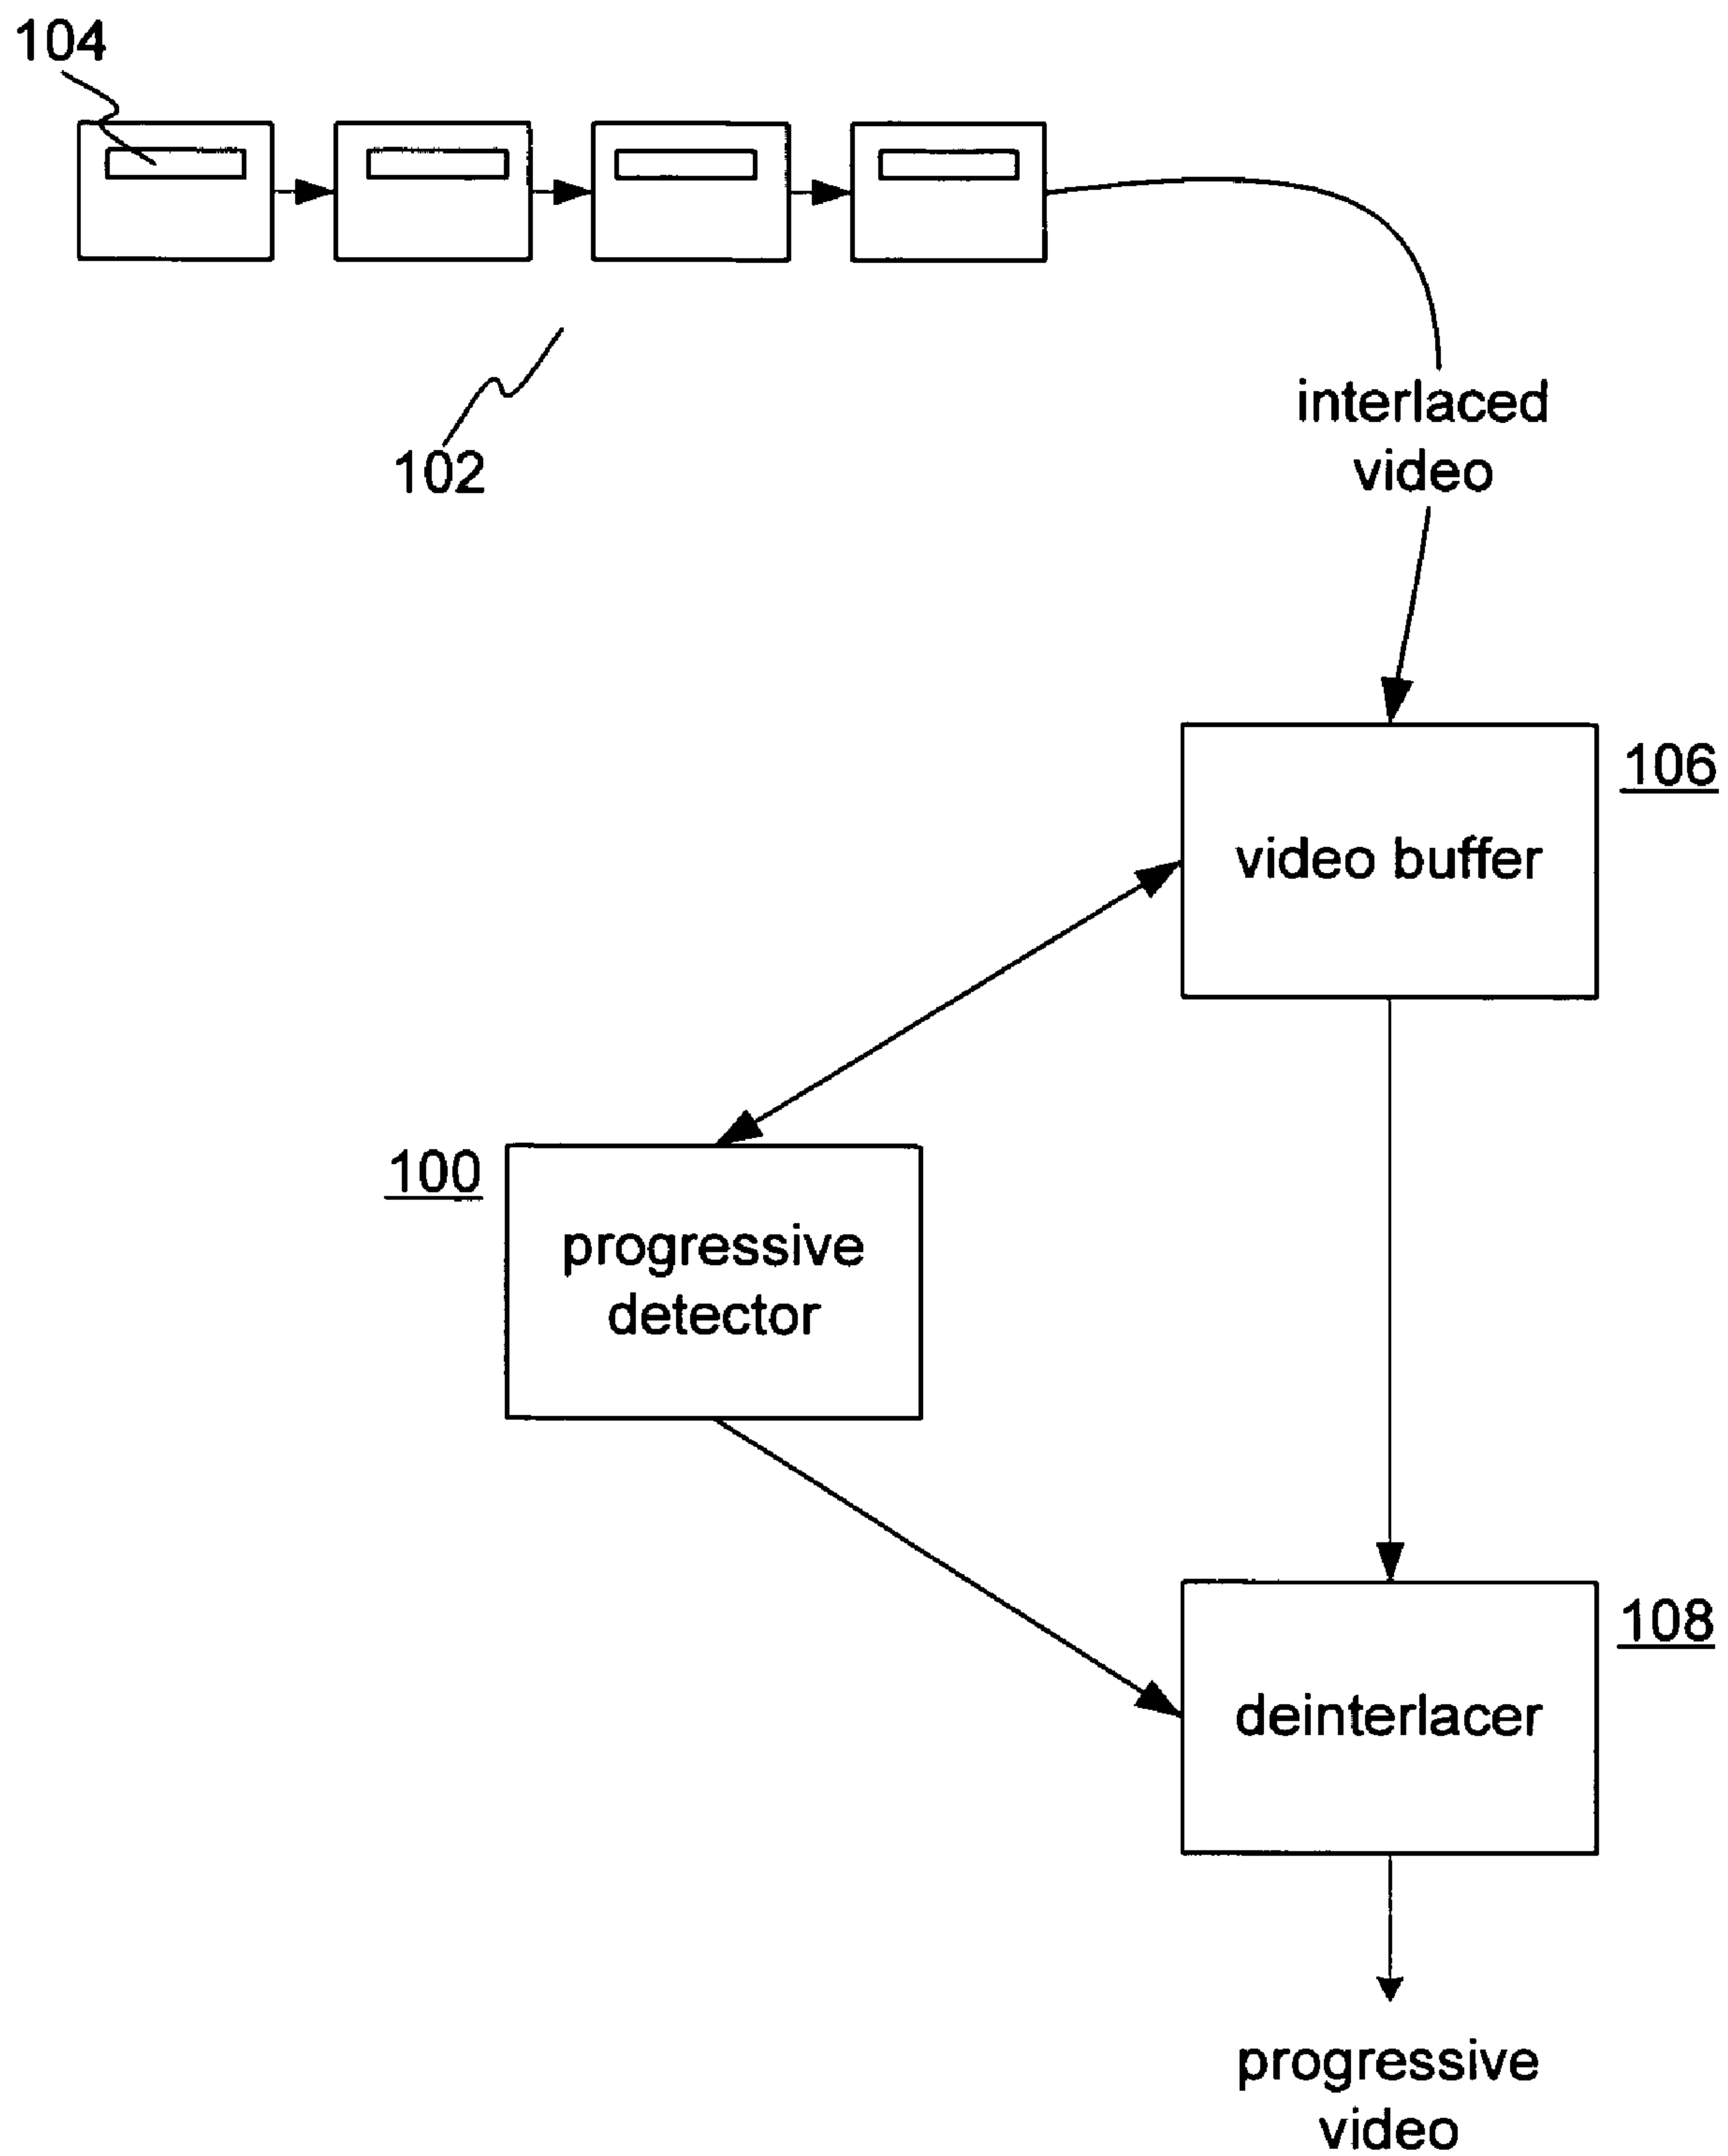 104
102
interlaced
video
106
video buffer
100
progressive
detector
108
deinterlacer
progressive
video